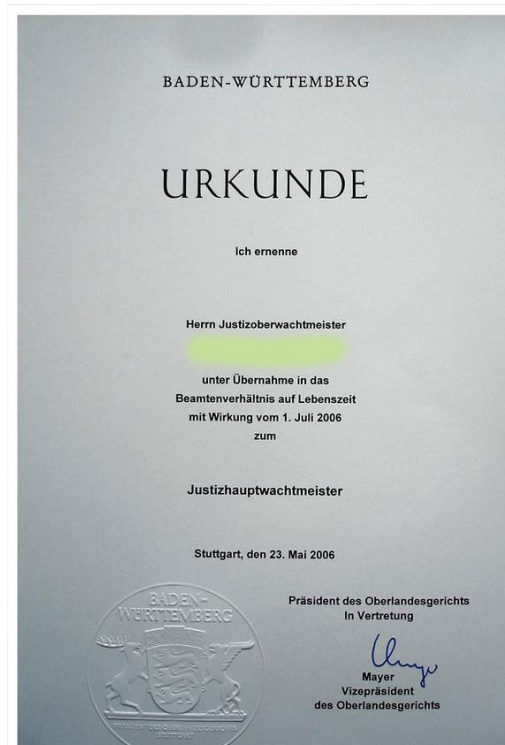 BADEN-WÜRTTEMBERG
URKUNDE
Ich ernenne
Herrn Justizoberwachtmeister
unter Übernahme in das
Beamtenverhältnis auf Lebenszeit
mit Wirkung vom 1. Juli 2006
zum
Justizhauptwachtmeister
Stuttgart, den 23. Mai 2006
Präsident des Oberlandesgerichts
In Vertretung
Mayer
Vizepräsident
des Oberlandesgerichts
BADEN-
WÜRTTEMBERG
STUTTGART